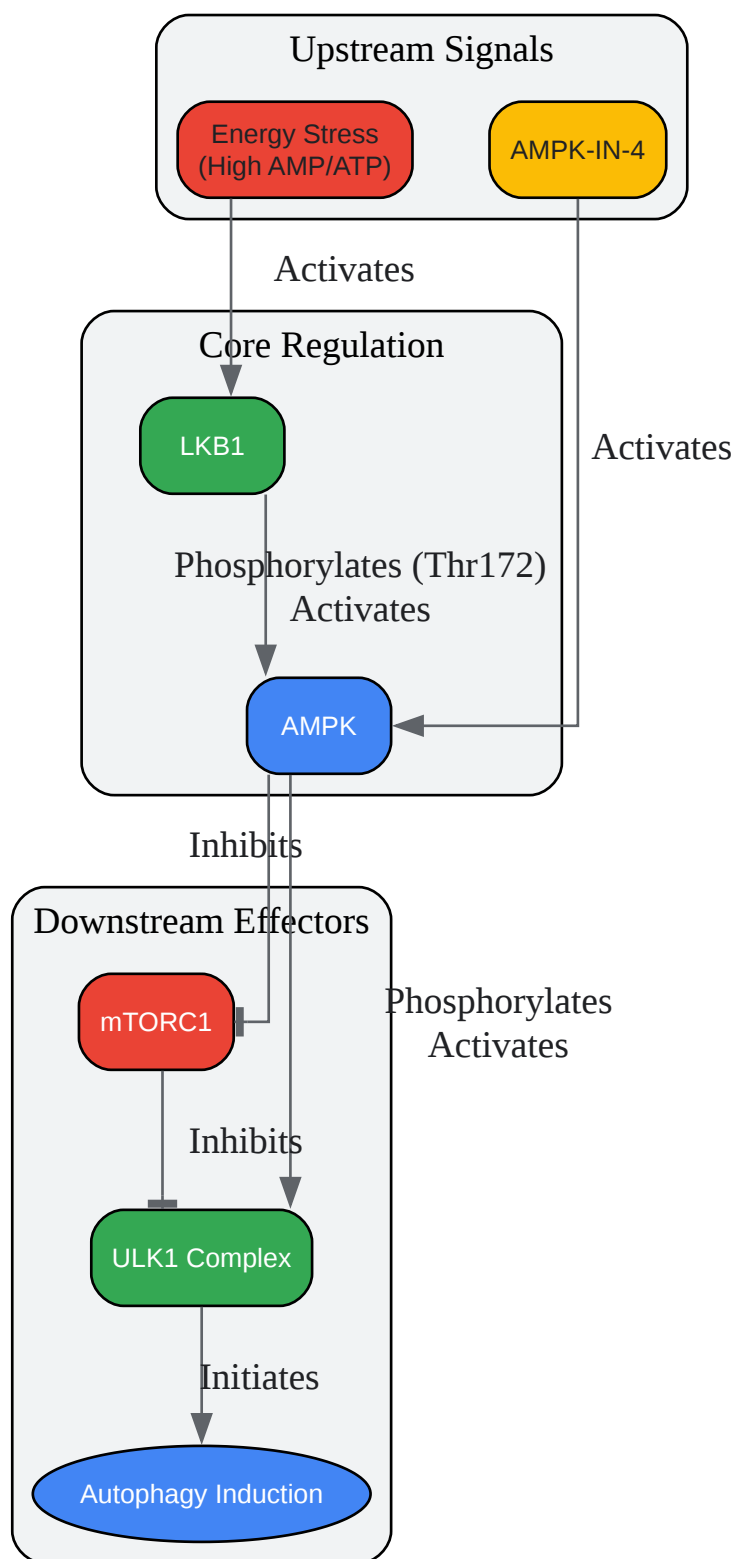 Upstream Signals
Energy Stress
(High AMP/ATP)
AMPK-IN-4
Activates
Core Regulation
LKB1
Activates
Phosphorylates (Thr172)
Activates
AMPK
Inhibits
Downstream Effectors
mTORC1
Phosphorylates
Activates
Inhibits
ULK1 Complex
Initiates
Autophagy Induction